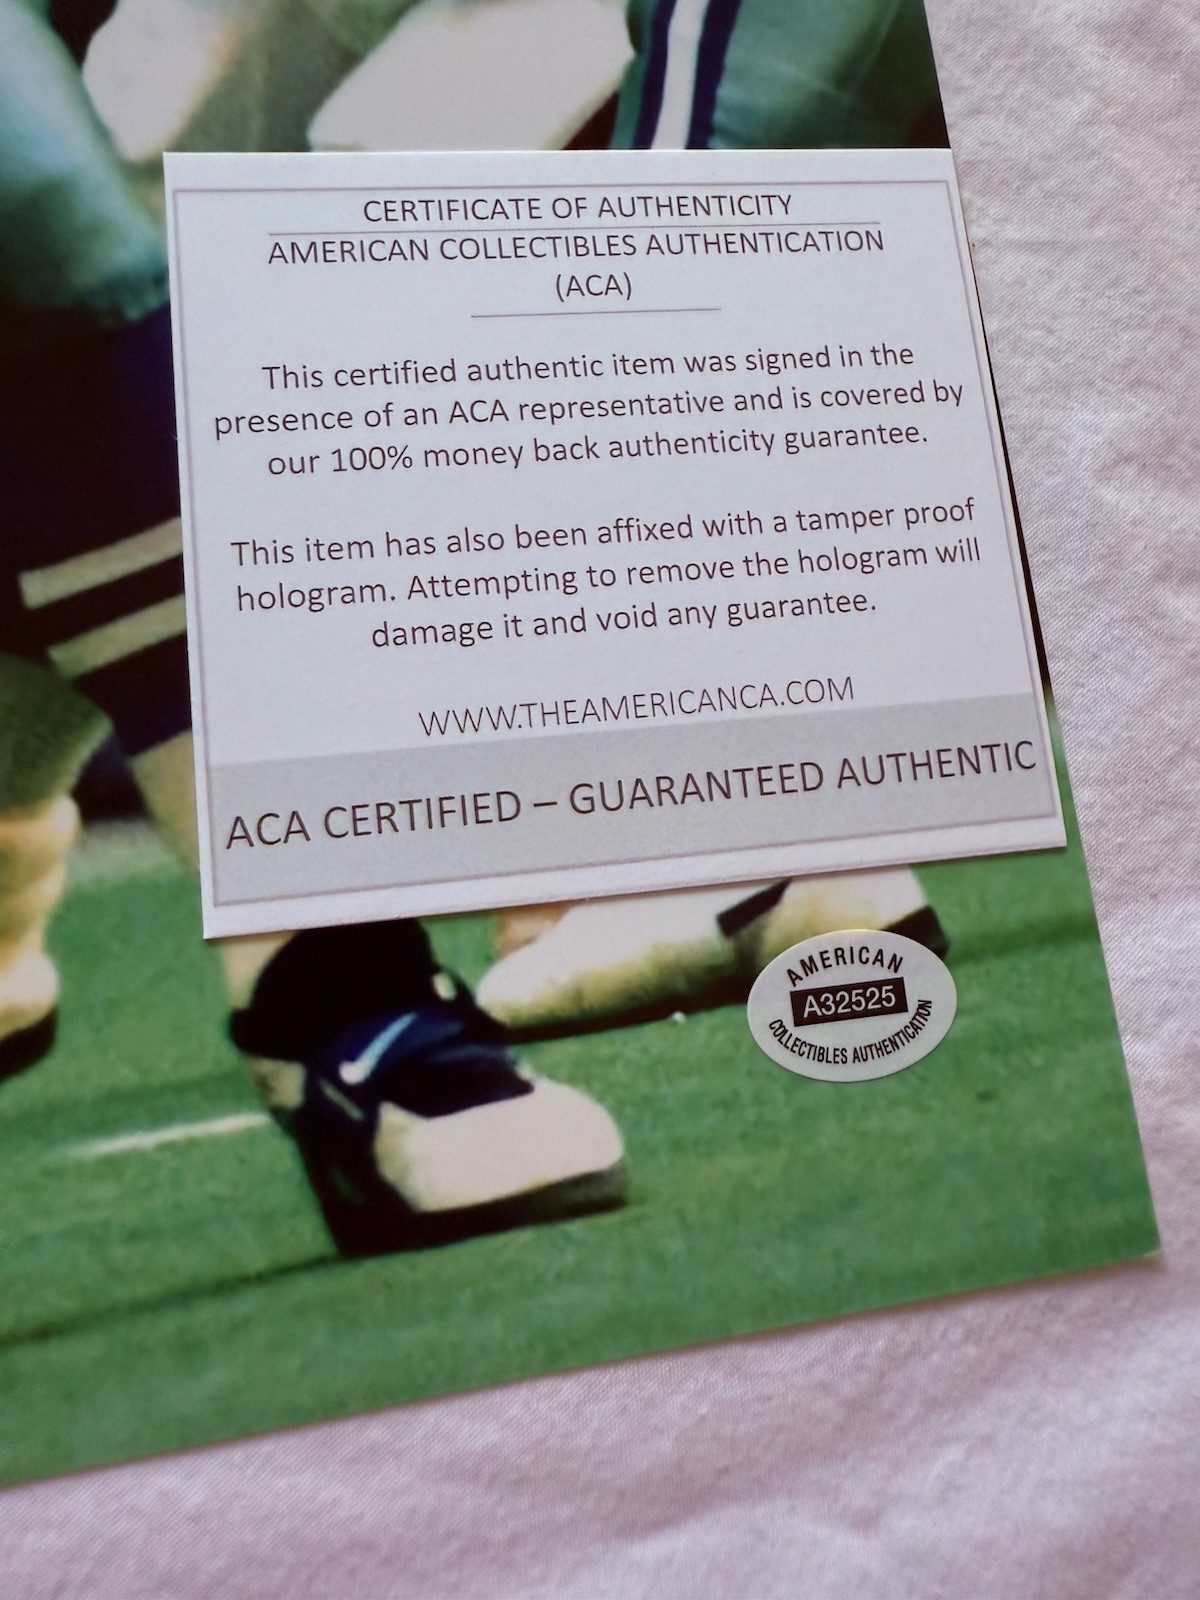 CERTIFICATE OF AUTHENTICITY
AMERICAN COLLECTIBLES AUTHENTICATION
(ACA)
This certified authentic item was signed in the
presence of an ACA representative and is covered by
our 100% money back authenticity guarantee.
This item has also been affixed with a tamper proof
hologram. Attempting to remove the hologram will
damage it and void any guarantee.
WWW.THEAMERICANCA.COM
ACA CERTIFIED – GUARANTEED AUTHENTIC
AMERICAN
A32525
COLLECTIBLES AUTHENTICATION